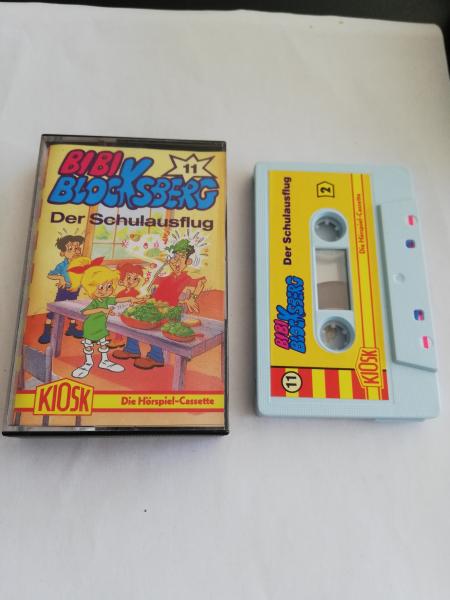 BIBI
BLOCKSBERG
11
Der Schulausflug
KIOSK
Die Hörspiel-Cassette
11
BIBI
BLOCKSBERG
Der Schulausflug
2
KIOSK
Die Hörspiel-Cassette